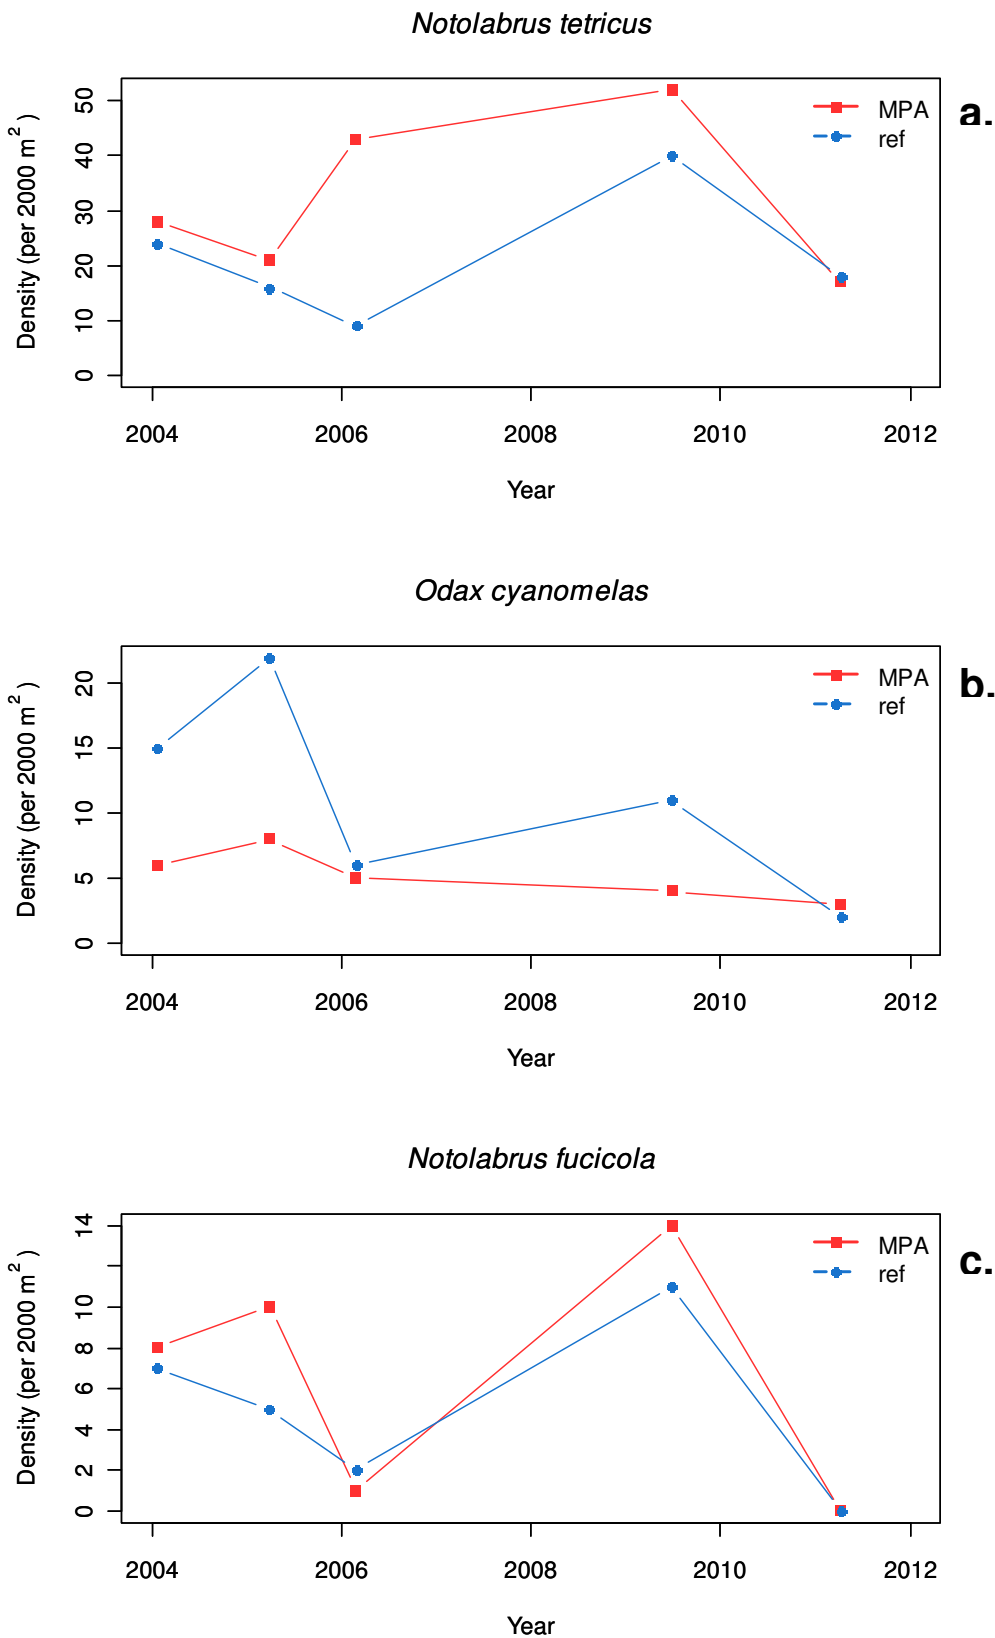 Notolabrus tetricus
a.
MPA
ref
Density (per 2000 m²)
50
40
30
20
10
0
2004 2006 2008 2010 2012
Year
Odax cyanomelas
b.
MPA
ref
Density (per 2000 m²)
20
15
10
5
0
2004 2006 2008 2010 2012
Year
Notolabrus fucicola
c.
MPA
ref
Density (per 2000 m²)
14
10
8
6
4
2
0
2004 2006 2008 2010 2012
Year